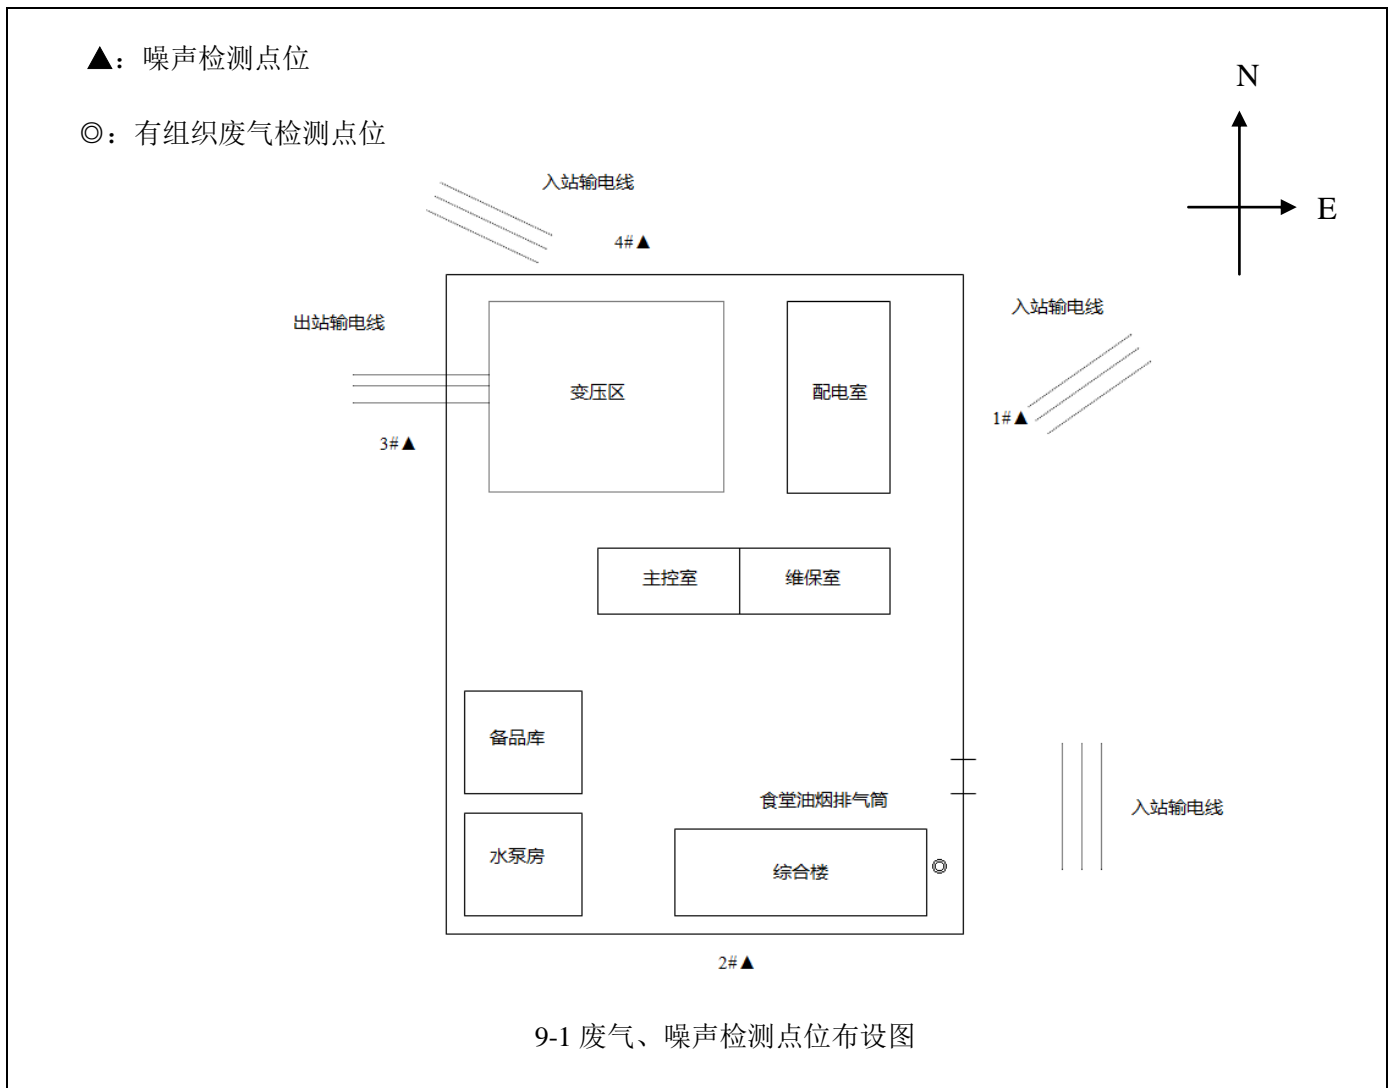 ▲：噪声检测点位
N
◎：有组织废气检测点位
入站输电线
E
4#▲
入站输电线
出站输电线
变压区
配电室
1#▲
3#▲
主控室
维保室
备品库
食堂油烟排气筒
入站输电线
水泵房
综合楼
◎
2#▲
9-1 废气、噪声检测点位布设图